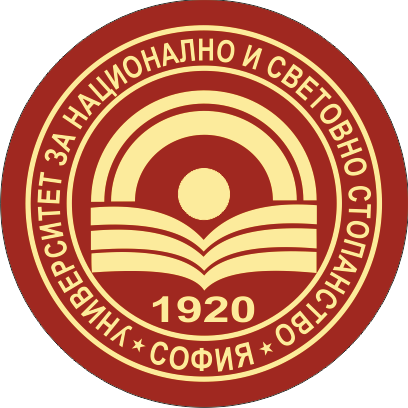 УНИВЕРСИТЕТ ЗА НАЦИОНАЛНО И СВЕТОВНО СТОПАНСТВО
1920
СОФИЯ